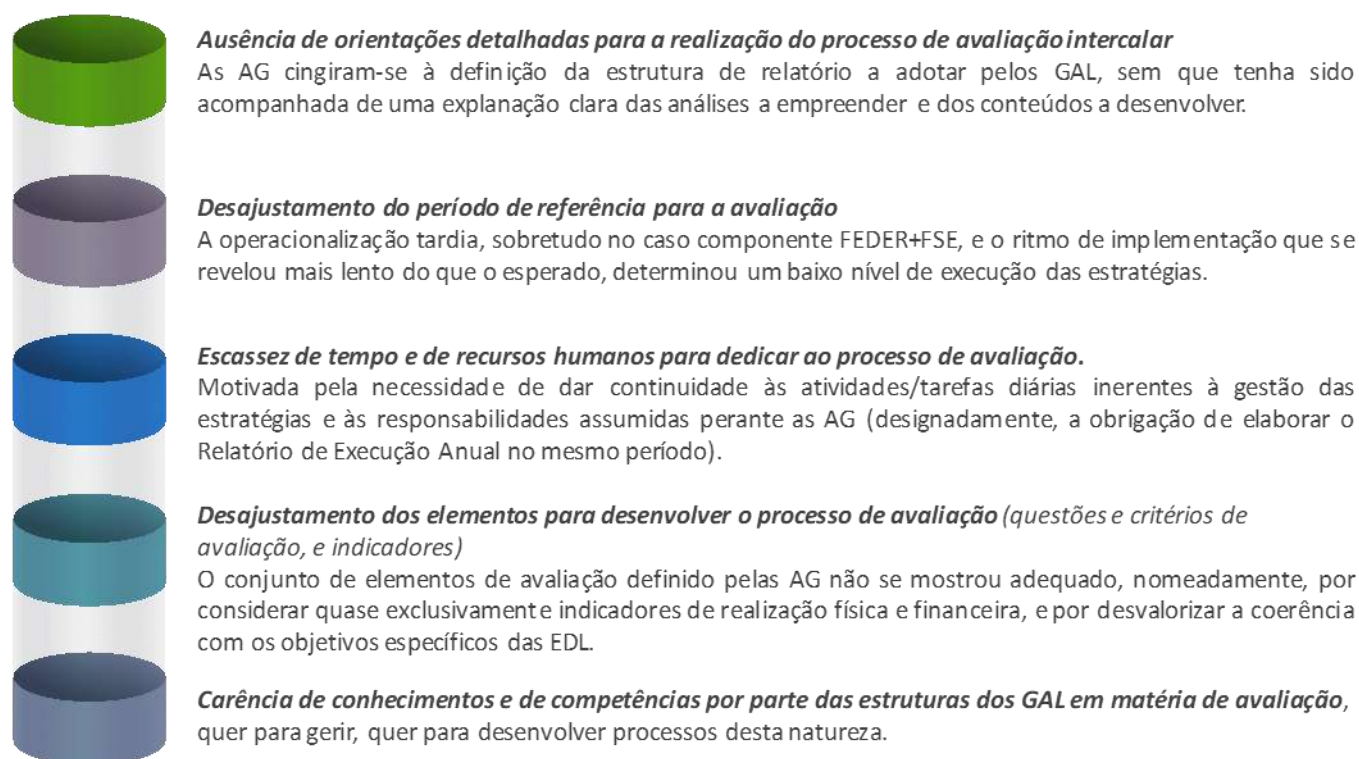 Ausência de orientações detalhadas para a realização do processo de avaliação intercalar
As AG cingiram-se à definição da estrutura de relatório a adotar pelos GAL, sem que tenha sido
acompanhada de uma explanação clara das análises a empreender e dos conteúdos a desenvolver.
Desajustamento do período de referência para a avaliação
A operacionalização tardia, sobretudo no caso componente FEDER+FSE, e o ritmo de implementação que se
revelou mais lento do que o esperado, determinou um baixo nível de execução das estratégias.
Escassez de tempo e de recursos humanos para dedicar ao processo de avaliação.
Motivada pela necessidade de dar continuidade às atividades/tarefas diárias inerentes à gestão das
estratégias e às responsabilidades assumidas perante as AG (designadamente, a obrigação de elaborar o
Relatório de Execução Anual no mesmo período).
Desajustamento dos elementos para desenvolver o processo de avaliação (questões e critérios de
avaliação, e indicadores)
O conjunto de elementos de avaliação definido pelas AG não se mostrou adequado, nomeadamente, por
considerar quase exclusivamente indicadores de realização física e financeira, e por desvalorizar a coerência
com os objetivos específicos das EDL.
Carência de conhecimentos e de competências por parte das estruturas dos GAL em matéria de avaliação,
quer para gerir, quer para desenvolver processos desta natureza.